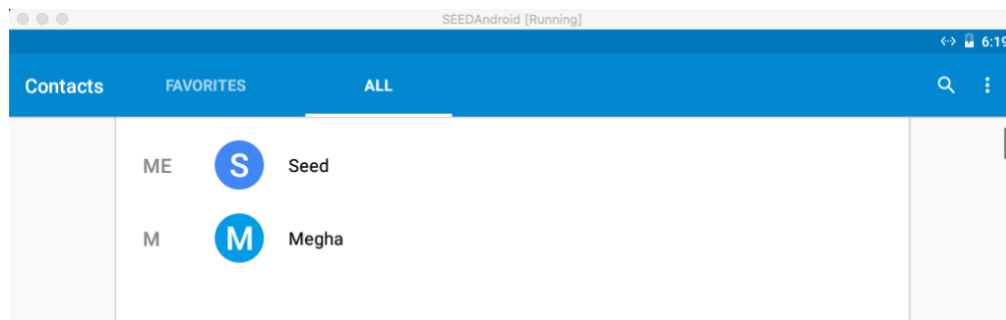 SEEDAndroid [Running]
6:19
Contacts FAVORITES ALL
ME S Seed
M M Megha